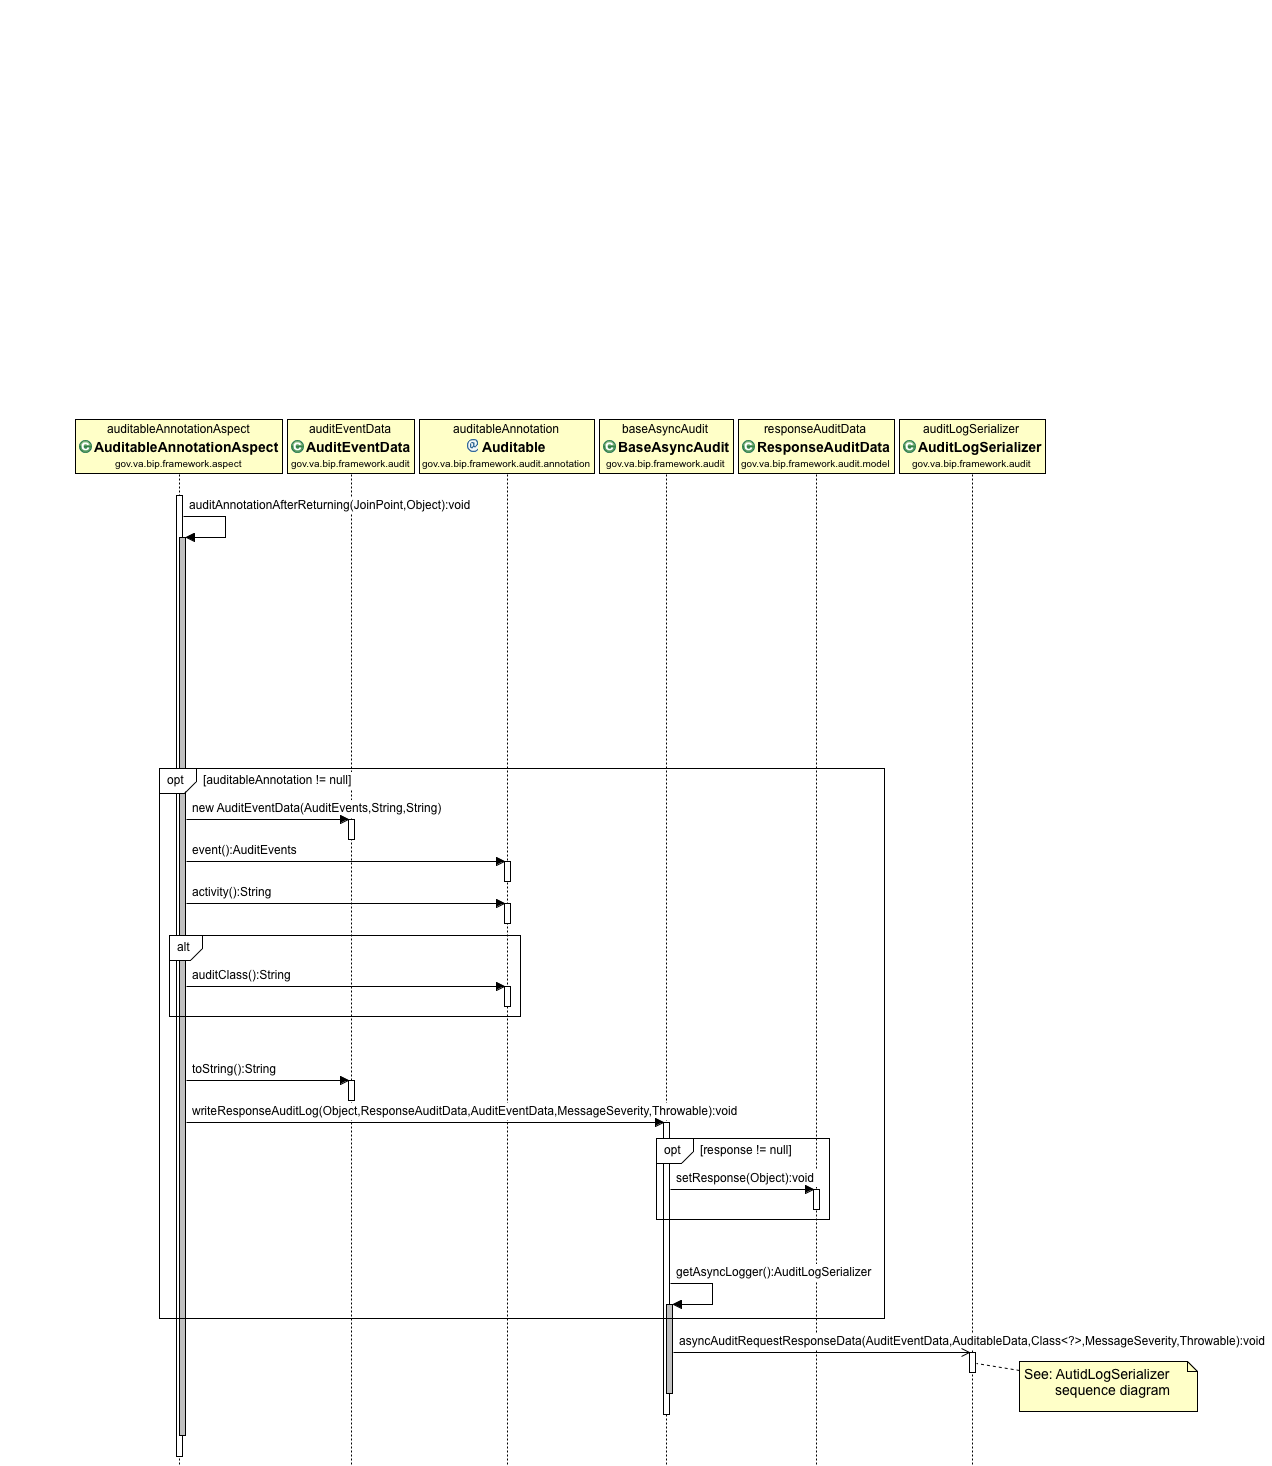 auditableAnnotationAspect
AuditableAnnotationAspect
gov.va.bip.framework.aspect
auditEventData
AuditEventData
gov.va.bip.framework.audit
auditableAnnotation
@ Auditable
gov.va.bip.framework.audit.annotation
baseAsyncAudit
C BaseAsyncAudit
gov.va.bip.framework.audit
responseAuditData
C ResponseAuditData
gov.va.bip.framework.audit.model
auditLogSerializer
C AuditLogSerializer
gov.va.bip.framework.audit
auditAnnotationAfterReturning(JoinPoint,Object):void
opt [auditableAnnotation != null]
new AuditEventData(AuditEvents,String,String)
event():AuditEvents
activity():String
alt
auditClass():String
toString():String
writeResponseAuditLog(Object,ResponseAuditData,AuditEventData,MessageSeverity,Throwable):void
opt [response != null]
setResponse(Object):void
getAsyncLogger():AuditLogSerializer
asyncAuditRequestResponseData(AuditEventData,AuditableData,Class<?>,MessageSeverity,Throwable):void
See: AutidLogSerializer
sequence diagram